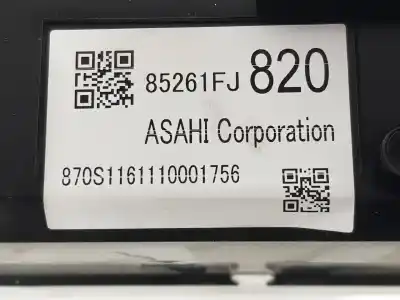 85261FJ 820
ASAHI Corporation
870S1161110001756